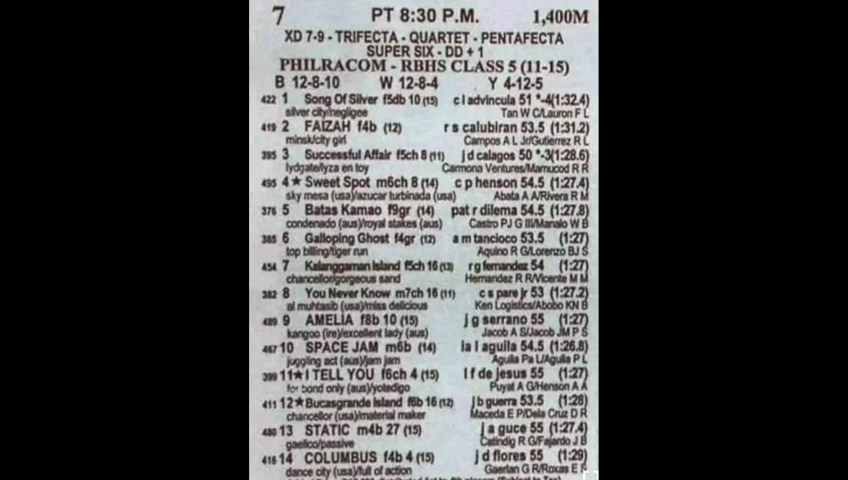 7 PT 8:30 P.M. 1,400M
XD 7-9 - TRIFECTA - QUARTET - PENTAFECTA
SUPER SIX - DD + 1
PHILRACOM - RBHS CLASS 5 (11-15)
B 12-8-10 W 12-8-4 Y 4-12-5
422 1 Song Of Silver f5db 10 (15) c l advincula 51 *-4(1:32.4)
silver city/negligee Tan W C/Lauron F L
419 2 FAIZAH f4b (12) r s calubiran 53.5 (1:31.2)
minsk/city girl Campos A L Jr/Gutierrez R L
395 3 Successful Affair f5ch 8 (11) j d calagos 50 *-3(1:28.6)
lydgate/lyza en toy Carmona Ventures/Mamucod R R
495 4★ Sweet Spot m6ch 8 (14) c p henson 54.5 (1:27.4)
sky mesa (usa)/azucar turbinada (usa) Abata A A/Rivera R M
376 5 Batas Kamao f9gr (14) pat r dilema 54.5 (1:27.8)
condenado (aus)/royal stakes (aus) Castro PJ G III/Manalo W B
385 6 Galloping Ghost f4gr (12) a m tancioco 53.5 (1:27)
top billing/tiger run Aquino R G/Lorenzo BJ S
454 7 Kalanggaman Island f5ch 16 (13) r g fernandez 54 (1:27)
chancellor/gorgeous sand Hernandez R R/Vicente M M
382 8 You Never Know m7ch 16 (11) c s pare jr 53 (1:27.2)
al muhtasib (usa)/miss delicious Ken Logistics/Abobo KN B
489 9 AMELIA f8b 10 (15) j g serrano 55 (1:27)
kangoo (ire)/excellent lady (aus) Jacob A S/Jacob JM P S
467 10 SPACE JAM m6b (14) la l aguila 54.5 (1:26.8)
juggling act (aus)/jam jam Aguila Pa L/Aguila P L
399 11★ I TELL YOU f6ch 4 (15) l f de jesus 55 (1:27)
for bond only (aus)/yotedigo Puyat A G/Henson A A
411 12★ Bucasgrande Island f6b 16 (12) j b guerra 53.5 (1:28)
chancellor (usa)/material maker Maceda E P/Dela Cruz D R
480 13 STATIC m4b 27 (15) j a guce 55 (1:27.4)
gaelico/passive Catindig R G/Fajardo J B
416 14 COLUMBUS f4b 4 (15) j d flores 55 (1:29)
dance city (usa)/full of action Gaerlan G R/Roxas E S